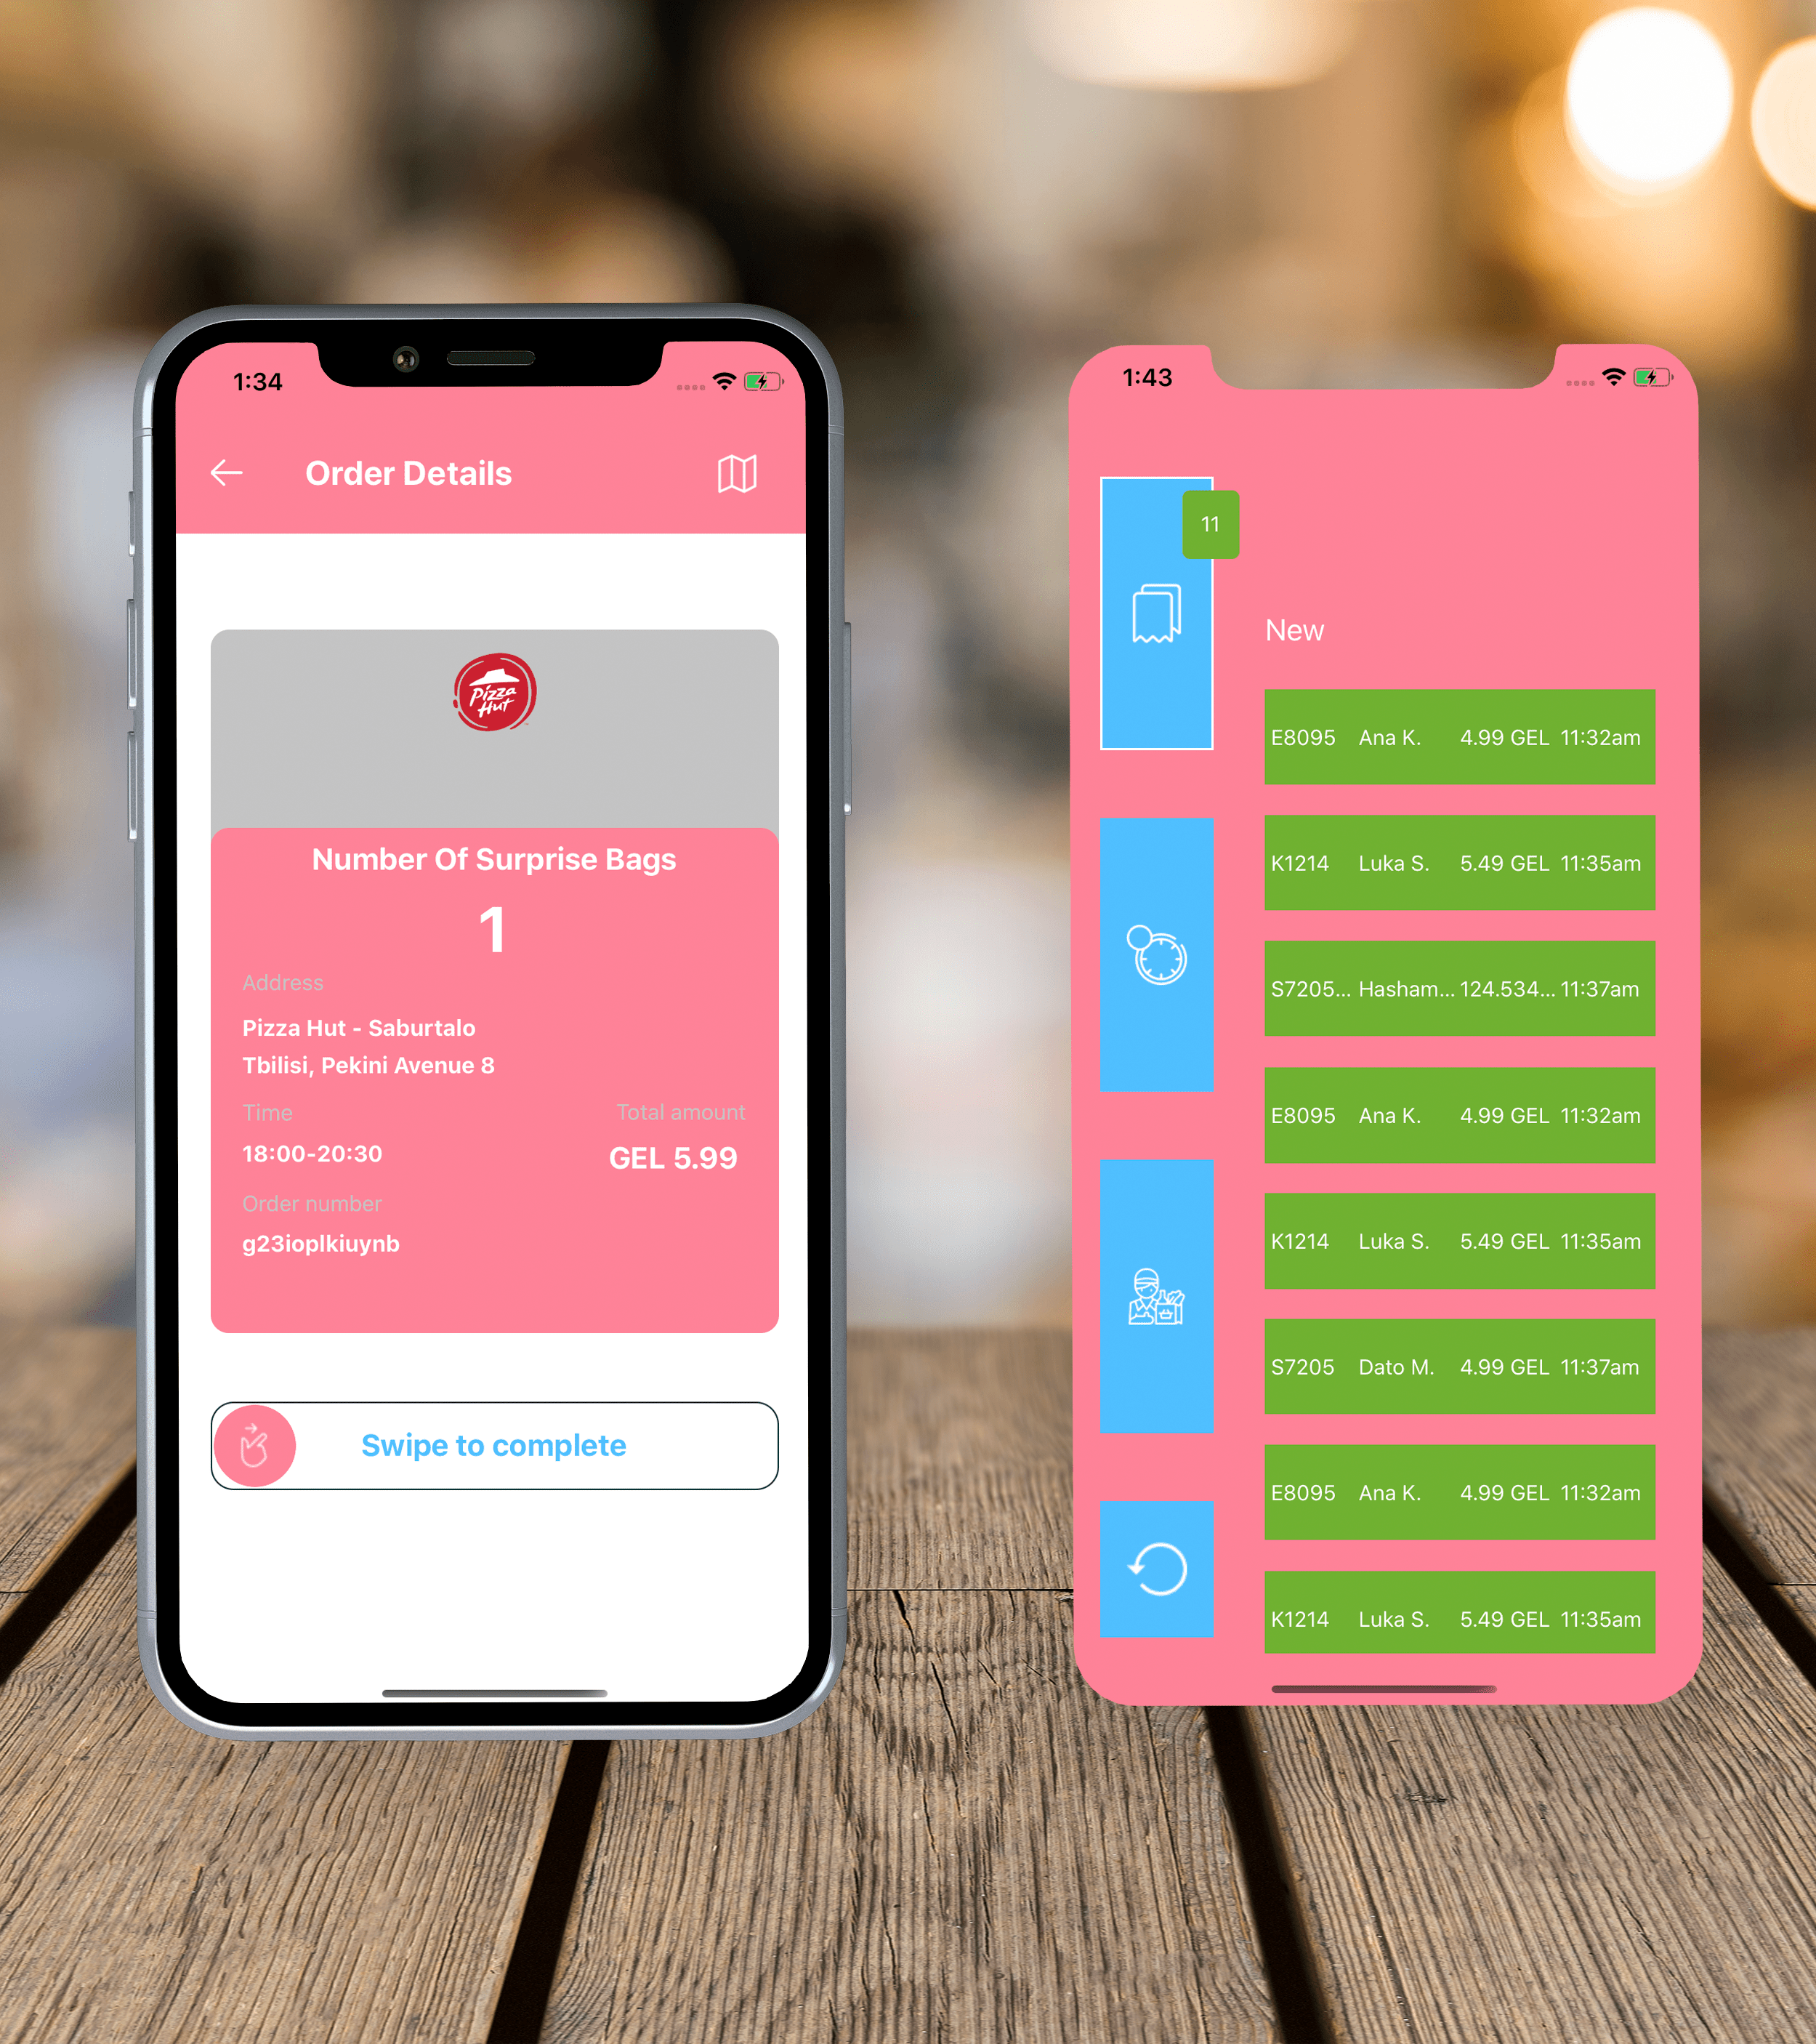 1:34
Order Details
Pizza
Hut
Number Of Surprise Bags
1
Address
Pizza Hut - Saburtalo
Tbilisi, Pekini Avenue 8
Time Total amount
18:00-20:30 GEL 5.99
Order number
g23ioplkiuynb
Swipe to complete
1:43
11
New
E8095 Ana K. 4.99 GEL 11:32am
K1214 Luka S. 5.49 GEL 11:35am
S7205... Hasham... 124.534... 11:37am
E8095 Ana K. 4.99 GEL 11:32am
K1214 Luka S. 5.49 GEL 11:35am
S7205 Dato M. 4.99 GEL 11:37am
E8095 Ana K. 4.99 GEL 11:32am
K1214 Luka S. 5.49 GEL 11:35am